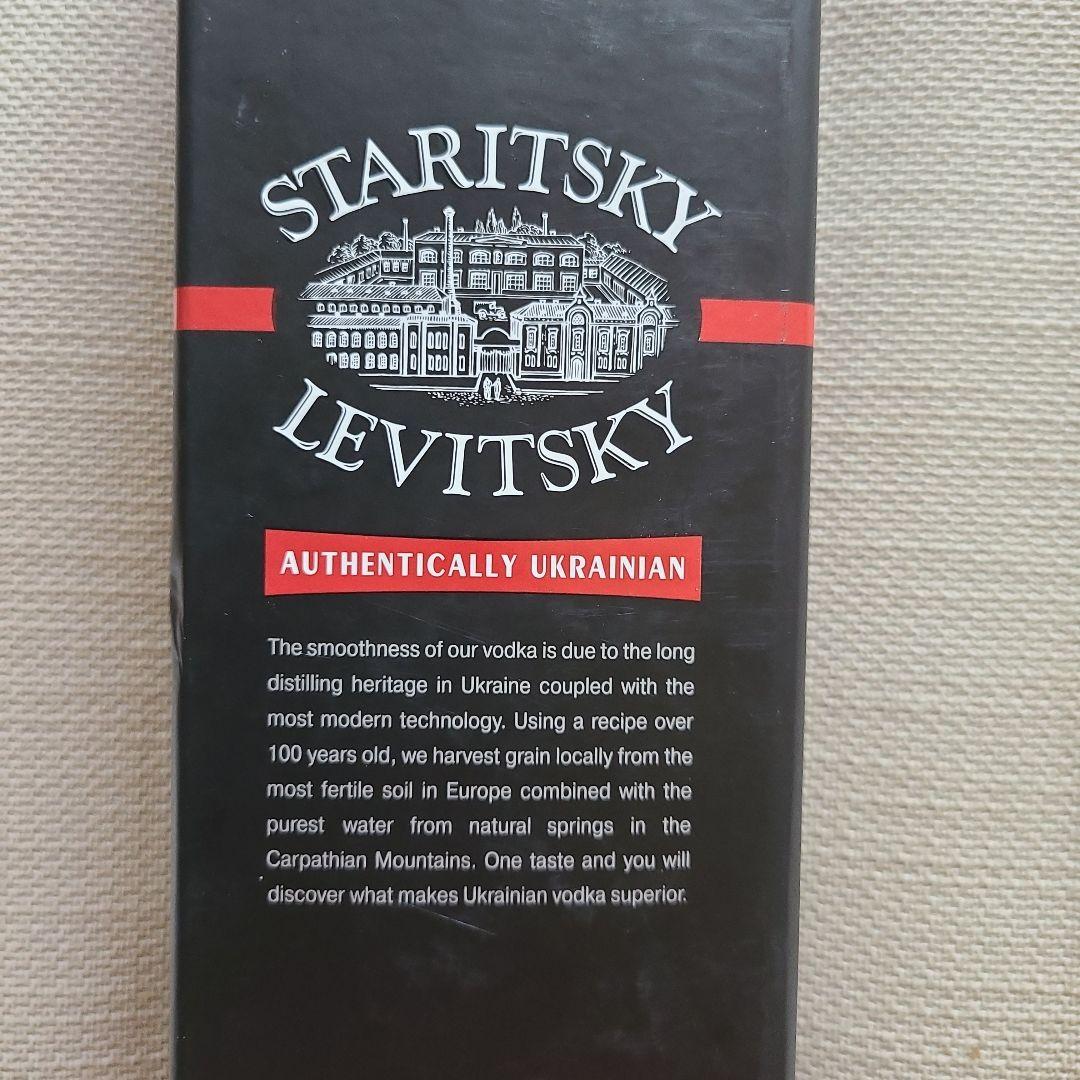 STARITSKY
LEVITSKY
AUTHENTICALLY UKRAINIAN
The smoothness of our vodka is due to the long
distilling heritage in Ukraine coupled with the
most modern technology. Using a recipe over
100 years old, we harvest grain locally from the
most fertile soil in Europe combined with the
purest water from natural springs in the
Carpathian Mountains. One taste and you will
discover what makes Ukrainian vodka superior.